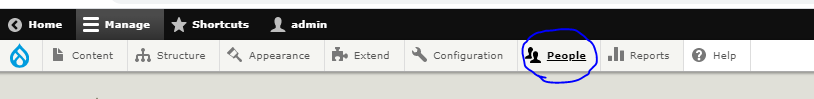 Home Manage Shortcuts admin
Content Structure Appearance Extend Configuration People Reports Help